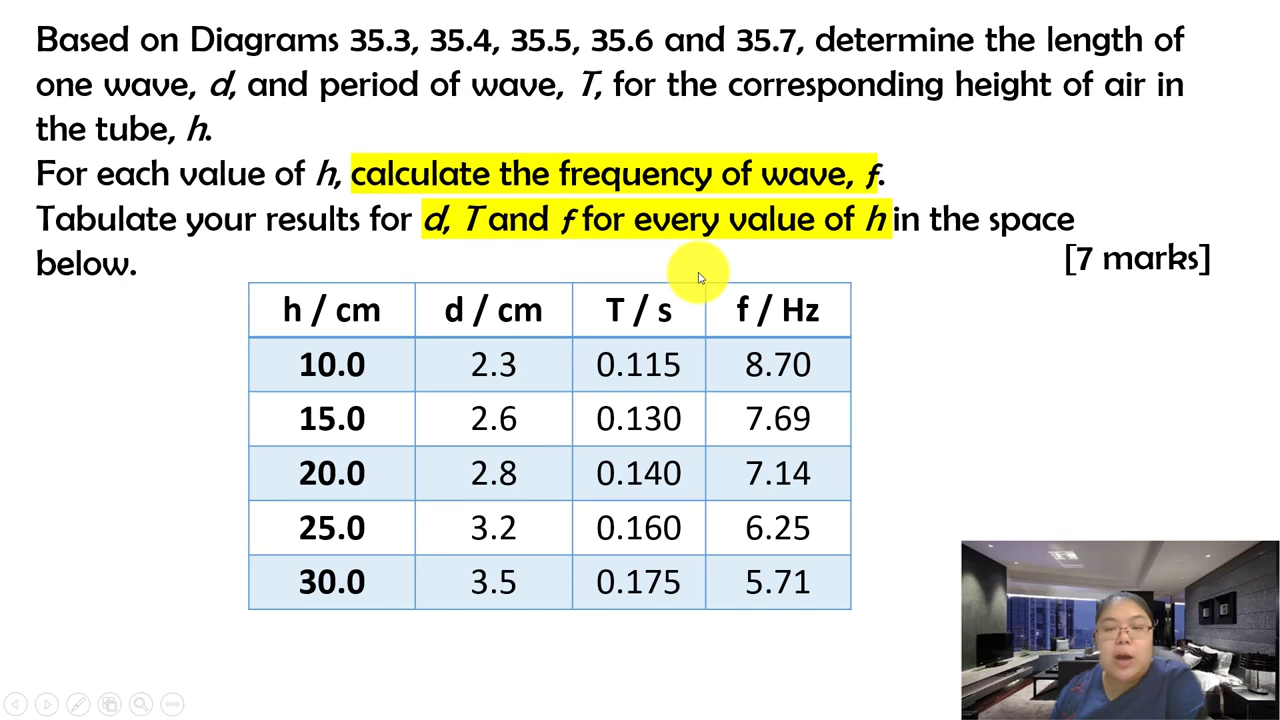 Based on Diagrams 35.3, 35.4, 35.5, 35.6 and 35.7, determine the length of
one wave, d, and period of wave, T, for the corresponding height of air in
the tube, h.
For each value of h, calculate the frequency of wave, f.
Tabulate your results for d, T and f for every value of h in the space
below. [7 marks]
h / cm d / cm T / s f / Hz
10.0 2.3 0.115 8.70
15.0 2.6 0.130 7.69
20.0 2.8 0.140 7.14
25.0 3.2 0.160 6.25
30.0 3.5 0.175 5.71